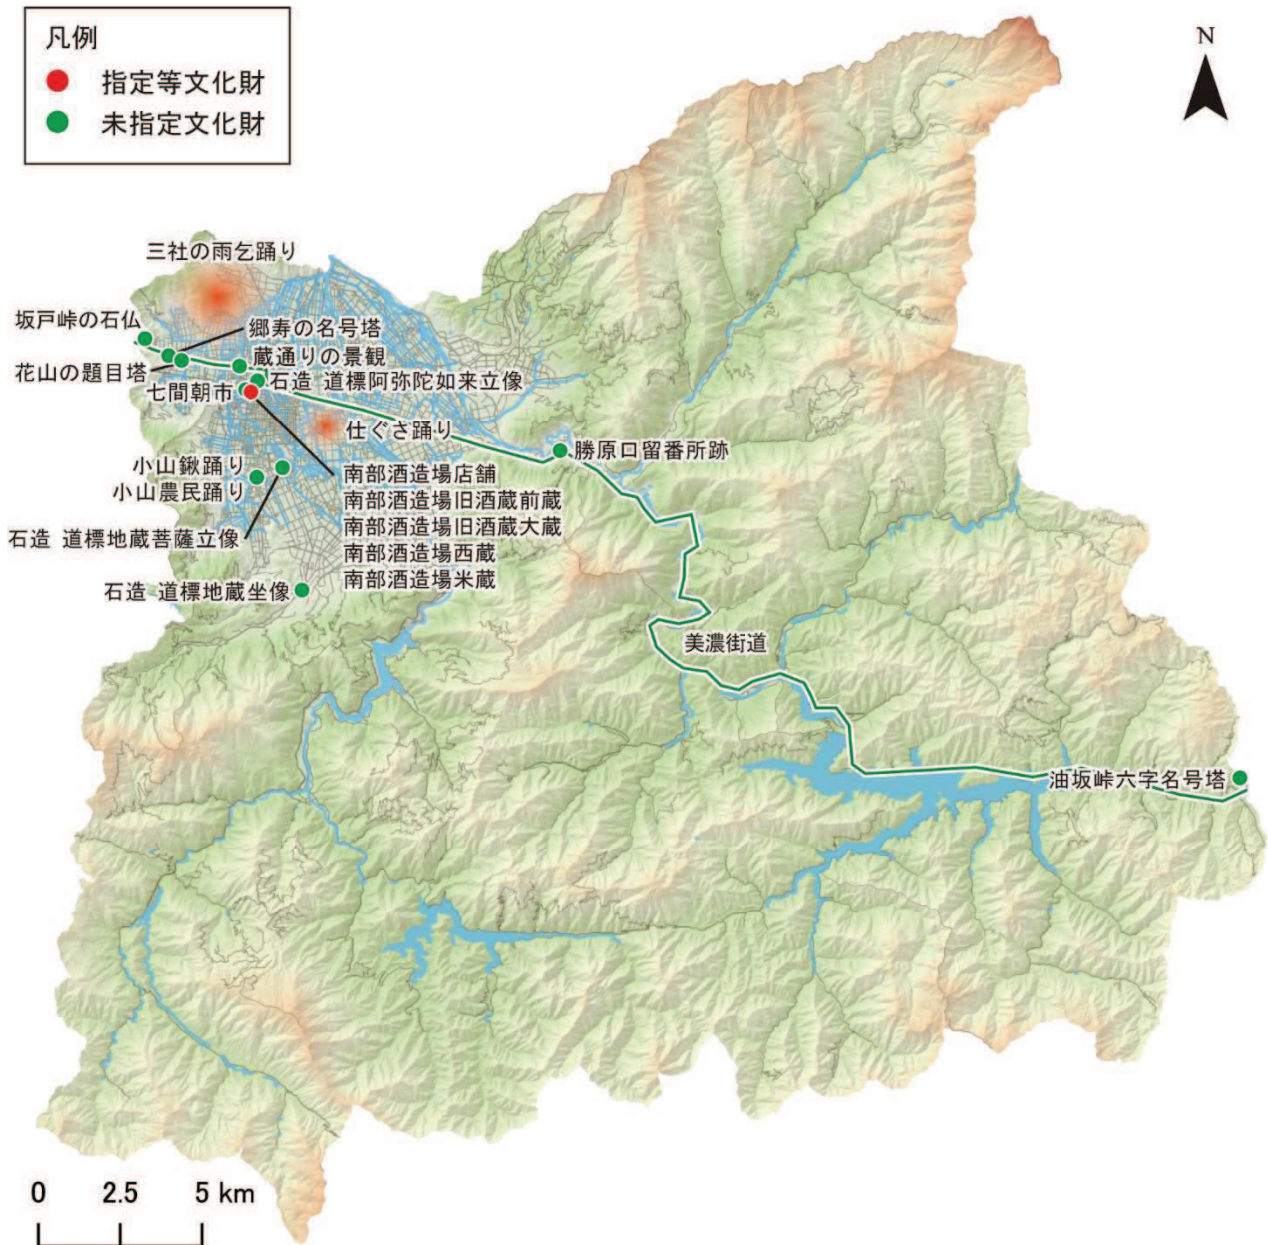 凡例
指定等文化財
未指定文化財
N
三社の雨乞踊り
坂戸峠の石仏
郷寿の名号塔
蔵通りの景観
花山の題目塔
石造 道標阿弥陀如来立像
七間朝市
仕ぐさ踊り
勝原口留番所跡
小山鍬踊り
小山農民踊り
南部酒造場店舗
南部酒造場旧酒蔵前蔵
南部酒造場旧酒蔵大蔵
南部酒造場西蔵
南部酒造場米蔵
石造 道標地蔵菩薩立像
石造 道標地蔵坐像
美濃街道
油坂峠六字名号塔
0 2.5 5 km